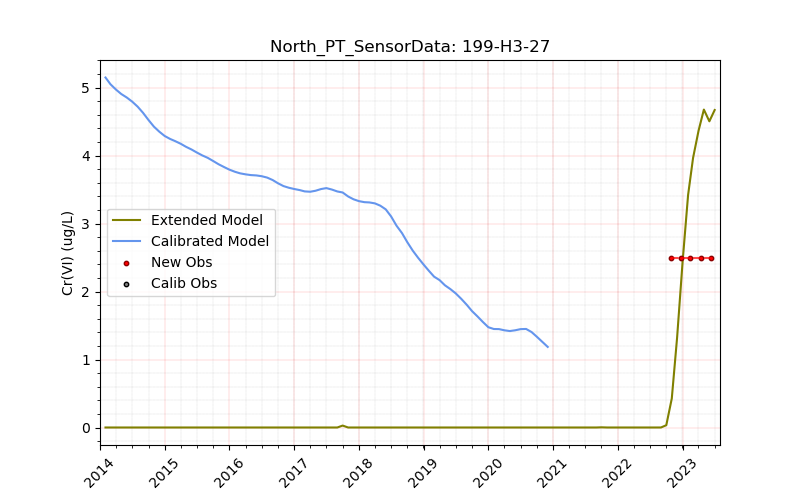 North_PT_SensorData: 199-H3-27
Cr(VI) (ug/L)
5
4
3
2
1
0
Extended Model
Calibrated Model
New Obs
Calib Obs
2014
2015
2016
2017
2018
2019
2020
2021
2022
2023